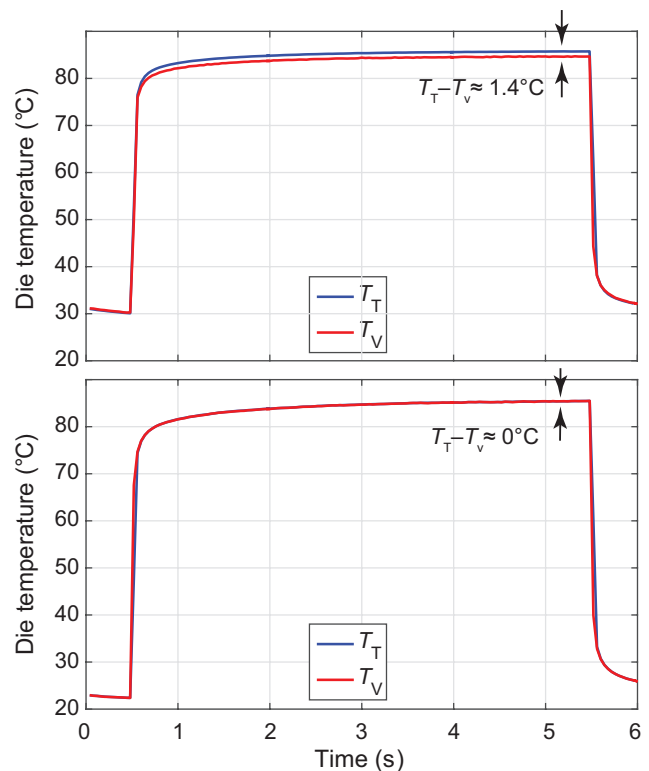 80
T_T–T_v≈ 1.4°C
70
60
50
40
30
20
Die temperature (°C)
T_T
T_V
80
T_T–T_v≈ 0°C
70
60
50
40
30
20
Die temperature (°C)
T_T
T_V
0 1 2 3 4 5 6
Time (s)